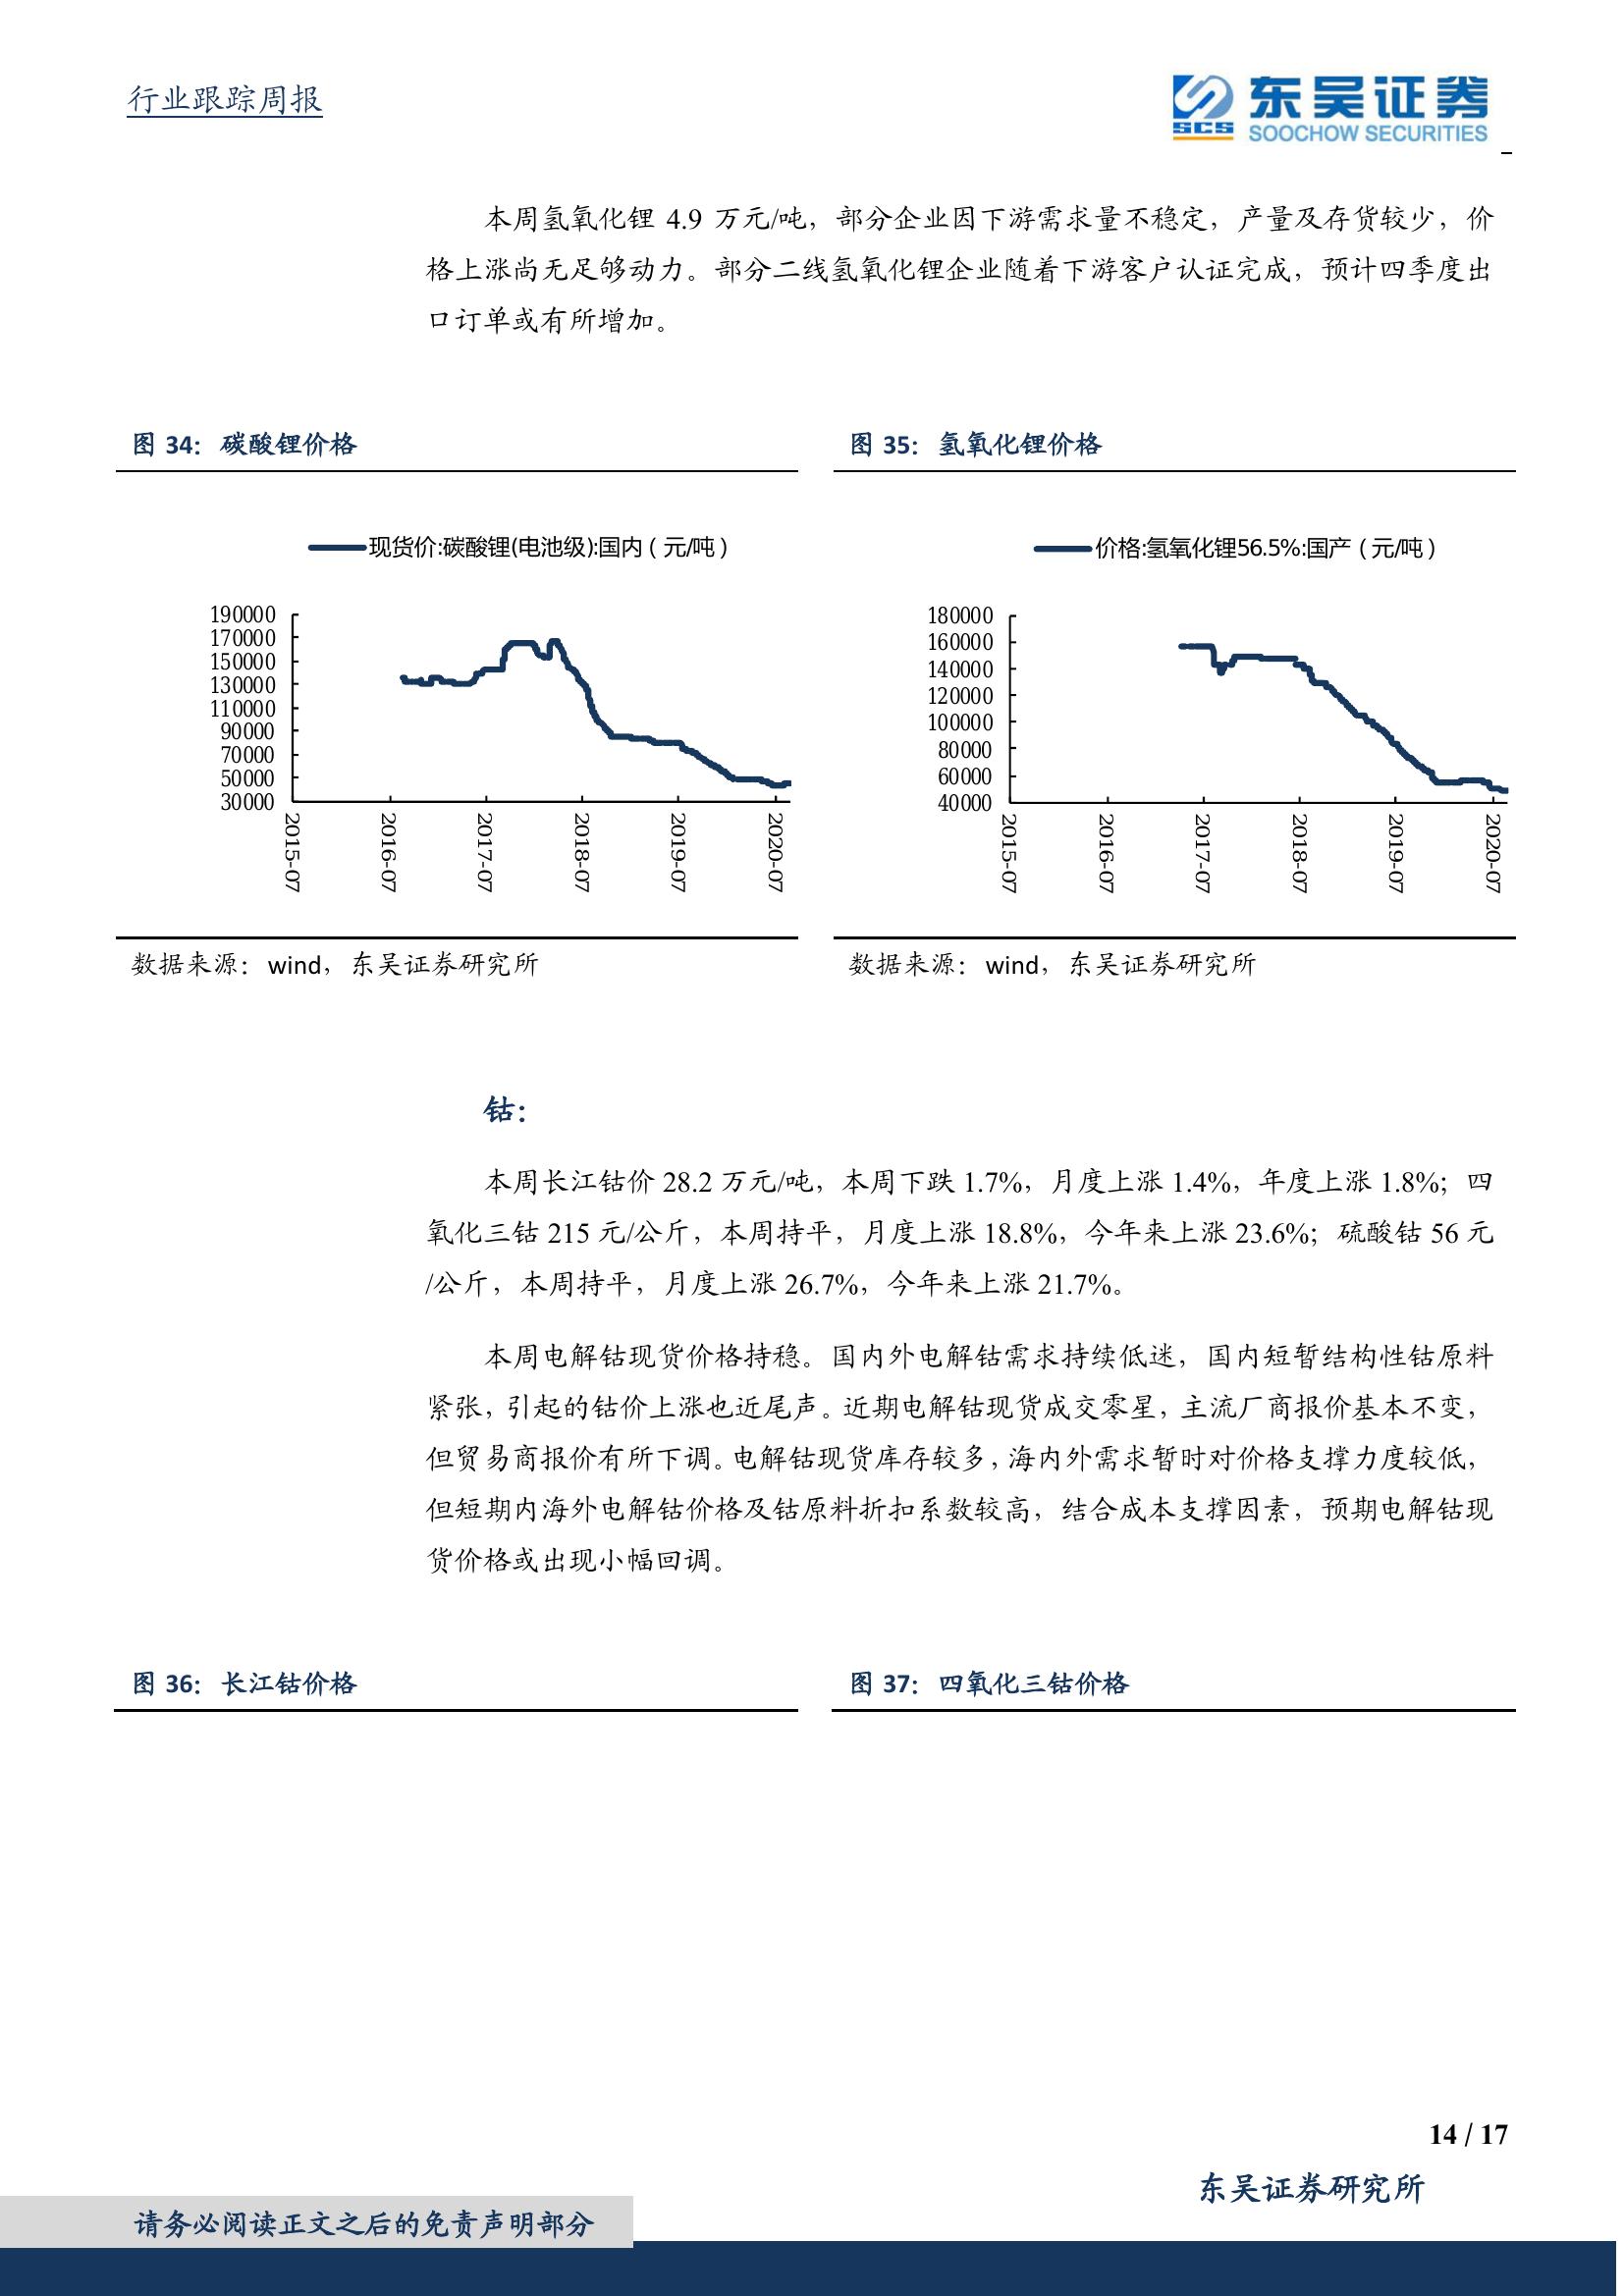 行业跟踪周报
东吴证券
SCS
SOOCHOW SECURITIES
本周氢氧化锂 4.9 万元/吨，部分企业因下游需求量不稳定，产量及存货较少，价
格上涨尚无足够动力。部分二线氢氧化锂企业随着下游客户认证完成，预计四季度出
口订单或有所增加。
图 34：碳酸锂价格
现货价:碳酸锂(电池级):国内（元/吨）
190000
170000
150000
130000
110000
90000
70000
50000
30000
2015-07
2016-07
2017-07
2018-07
2019-07
2020-07
数据来源：wind，东吴证券研究所
图 35：氢氧化锂价格
价格:氢氧化锂56.5%:国产（元/吨）
180000
160000
140000
120000
100000
80000
60000
40000
2015-07
2016-07
2017-07
2018-07
2019-07
2020-07
数据来源：wind，东吴证券研究所
钴：
本周长江钴价 28.2 万元/吨，本周下跌 1.7%，月度上涨 1.4%，年度上涨 1.8%；四
氧化三钴 215 元/公斤，本周持平，月度上涨 18.8%，今年来上涨 23.6%；硫酸钴 56 元
/公斤，本周持平，月度上涨 26.7%，今年来上涨 21.7%。
本周电解钴现货价格持稳。国内外电解钴需求持续低迷，国内短暂结构性钴原料
紧张，引起的钴价上涨也近尾声。近期电解钴现货成交零星，主流厂商报价基本不变，
但贸易商报价有所下调。电解钴现货库存较多，海内外需求暂时对价格支撑力度较低，
但短期内海外电解钴价格及钴原料折扣系数较高，结合成本支撑因素，预期电解钴现
货价格或出现小幅回调。
图 36：长江钴价格
图 37：四氧化三钴价格
14 / 17
东吴证券研究所
请务必阅读正文之后的免责声明部分